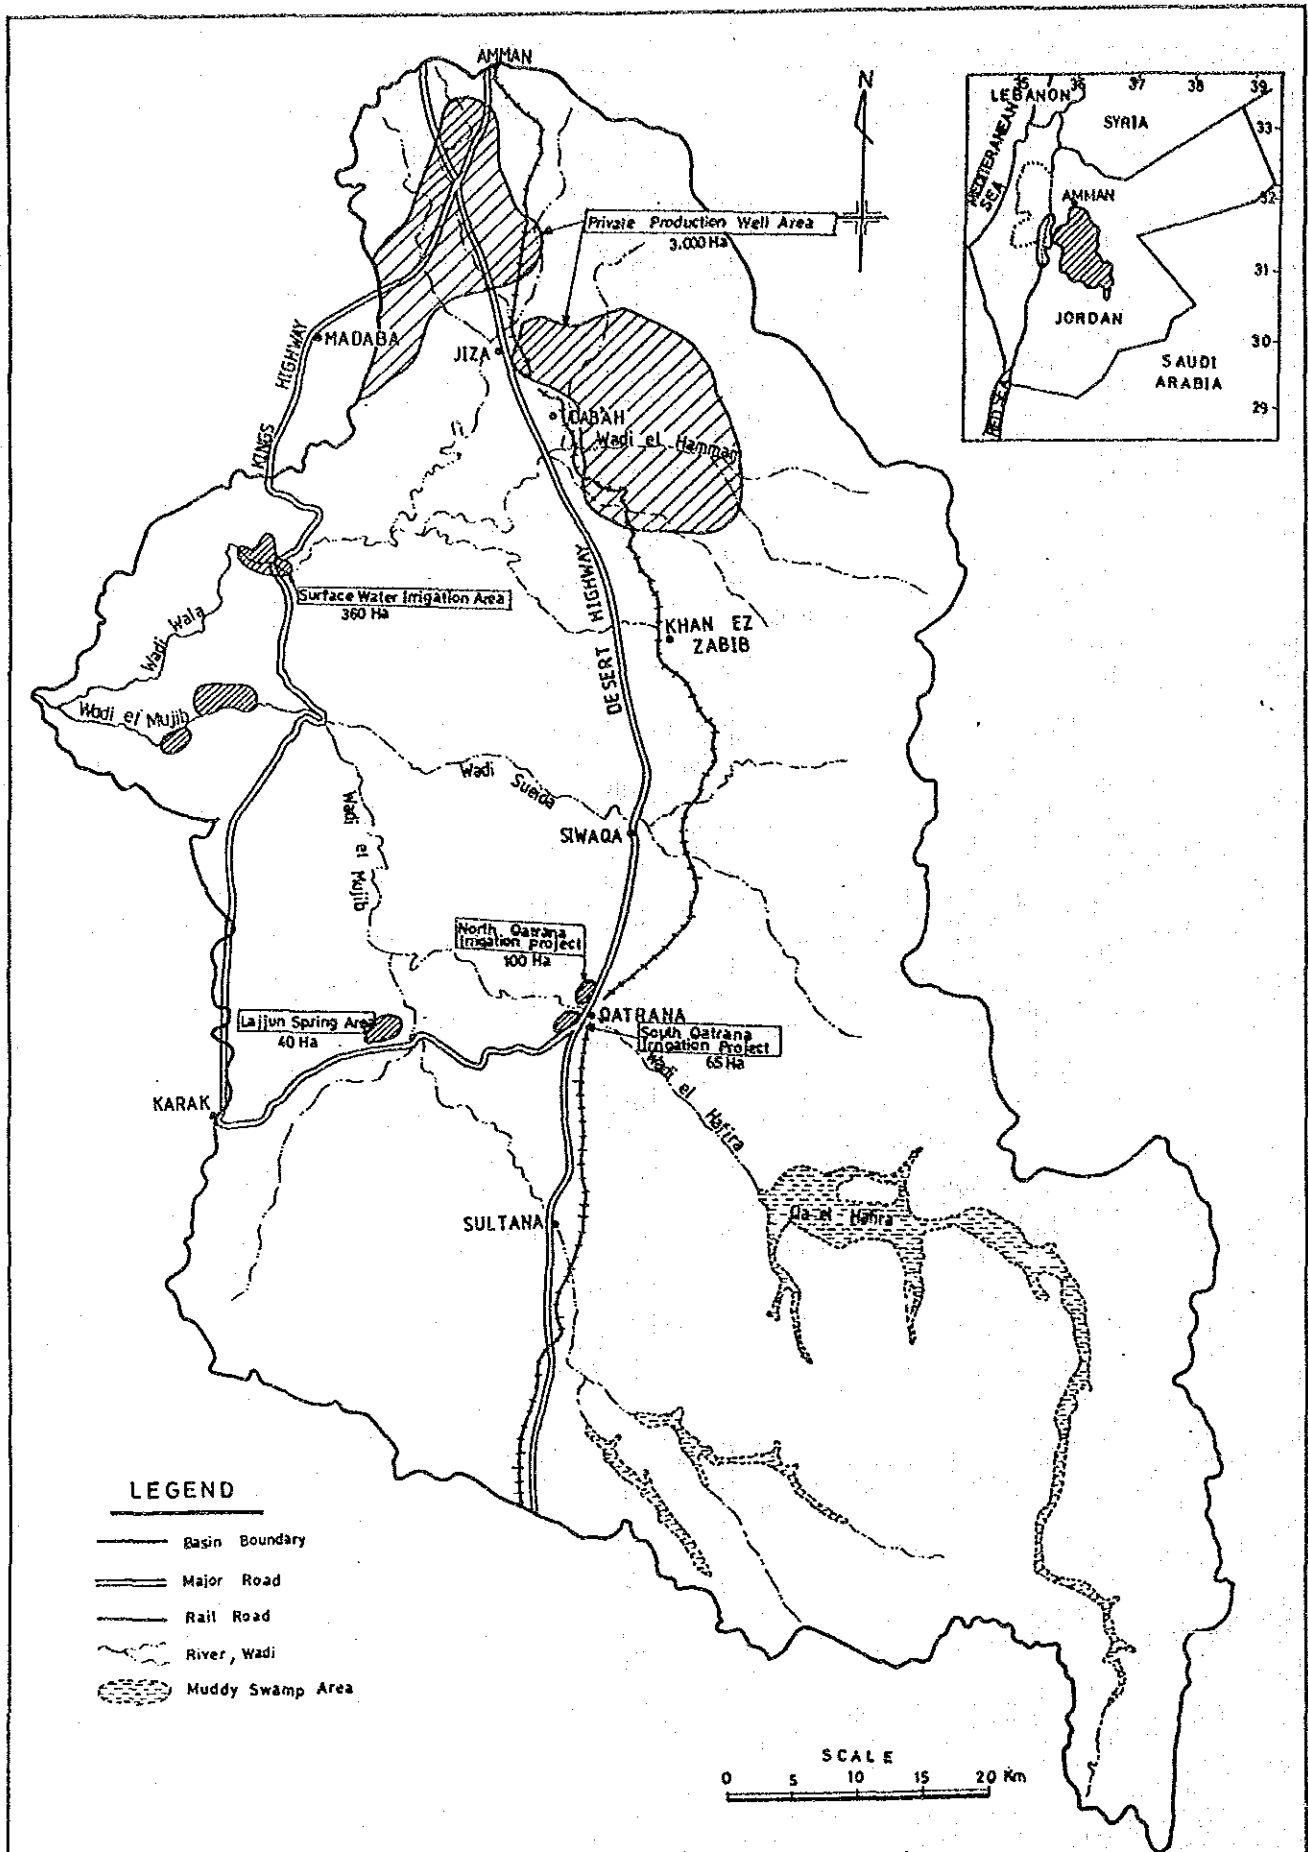 AMMAN
N
LEBANON
35
36
37
38
39
SYRIA
33
MEDITERANEAN
SEA
AMMAN
32
31
JORDAN
30
SAUDI
ARABIA
29
RED SEA
Private Production Well Area
3.000 Ha
MADABA
JIZA
KINGS HIGHWAY
DABAH
Wadi el Hammam
DESERT HIGHWAY
Surface Water Irrigation Area
360 Ha
KHAN EZ
ZABIB
Wadi Wala
Wadi el Mujib
Wadi Sueida
SIWAQA
Wadi el Mujib
North Qatrana
Irrigation Project
100 Ha
Lajjun Spring Area
40 Ha
QATRANA
South Qatrana
Irrigation Project
65 Ha
Wadi el Hafira
KARAK
SULTANA
Qa el Hafira
LEGEND
Basin Boundary
Major Road
Rail Road
River, Wadi
Muddy Swamp Area
SCALE
0 5 10 15 20 Km